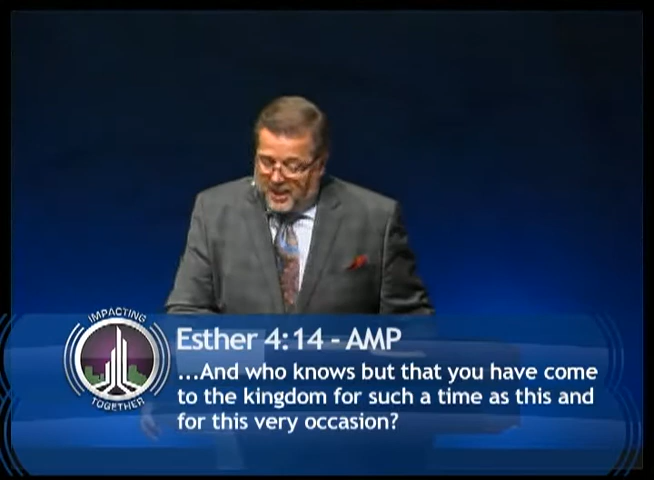 IMPACTING
TOGETHER
Esther 4:14 - AMP
...And who knows but that you have come
to the kingdom for such a time as this and
for this very occasion?